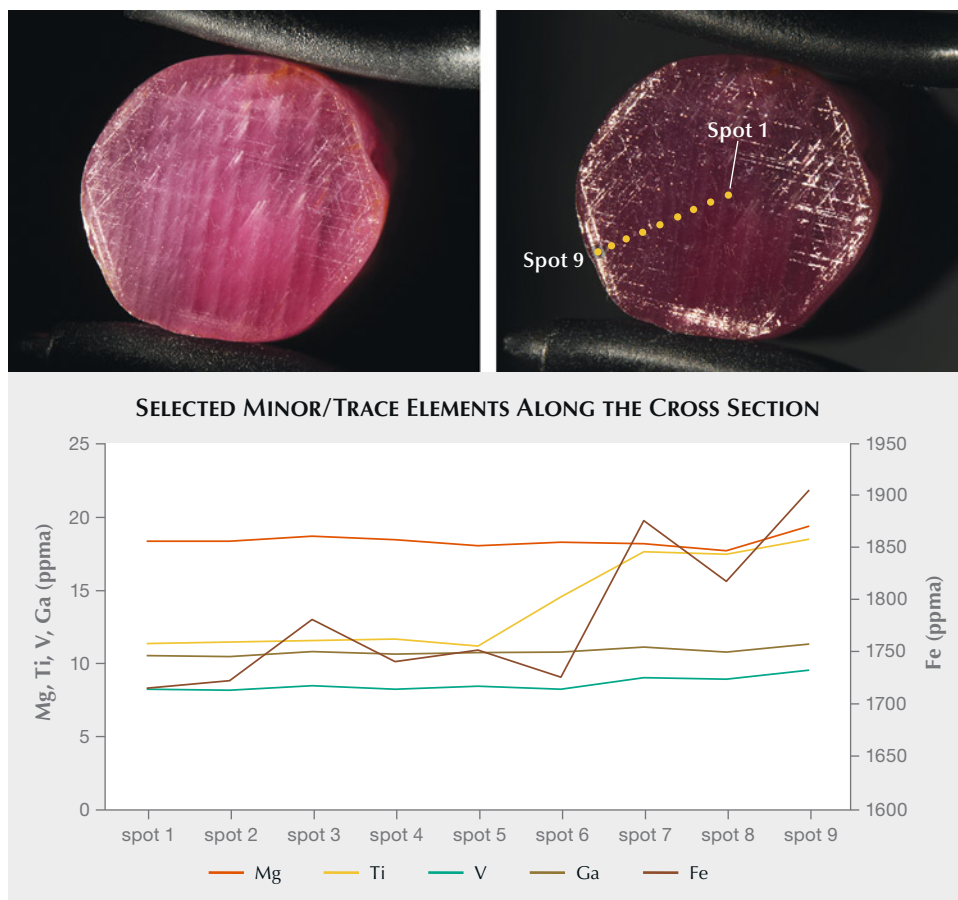 Spot 1
Spot 9
SELECTED MINOR/TRACE ELEMENTS ALONG THE CROSS SECTION
Mg, Ti, V, Ga (ppma)
25
20
15
10
5
0
Fe (ppma)
1950
1900
1850
1800
1750
1700
1650
1600
spot 1 spot 2 spot 3 spot 4 spot 5 spot 6 spot 7 spot 8 spot 9
Mg Ti V Ga Fe